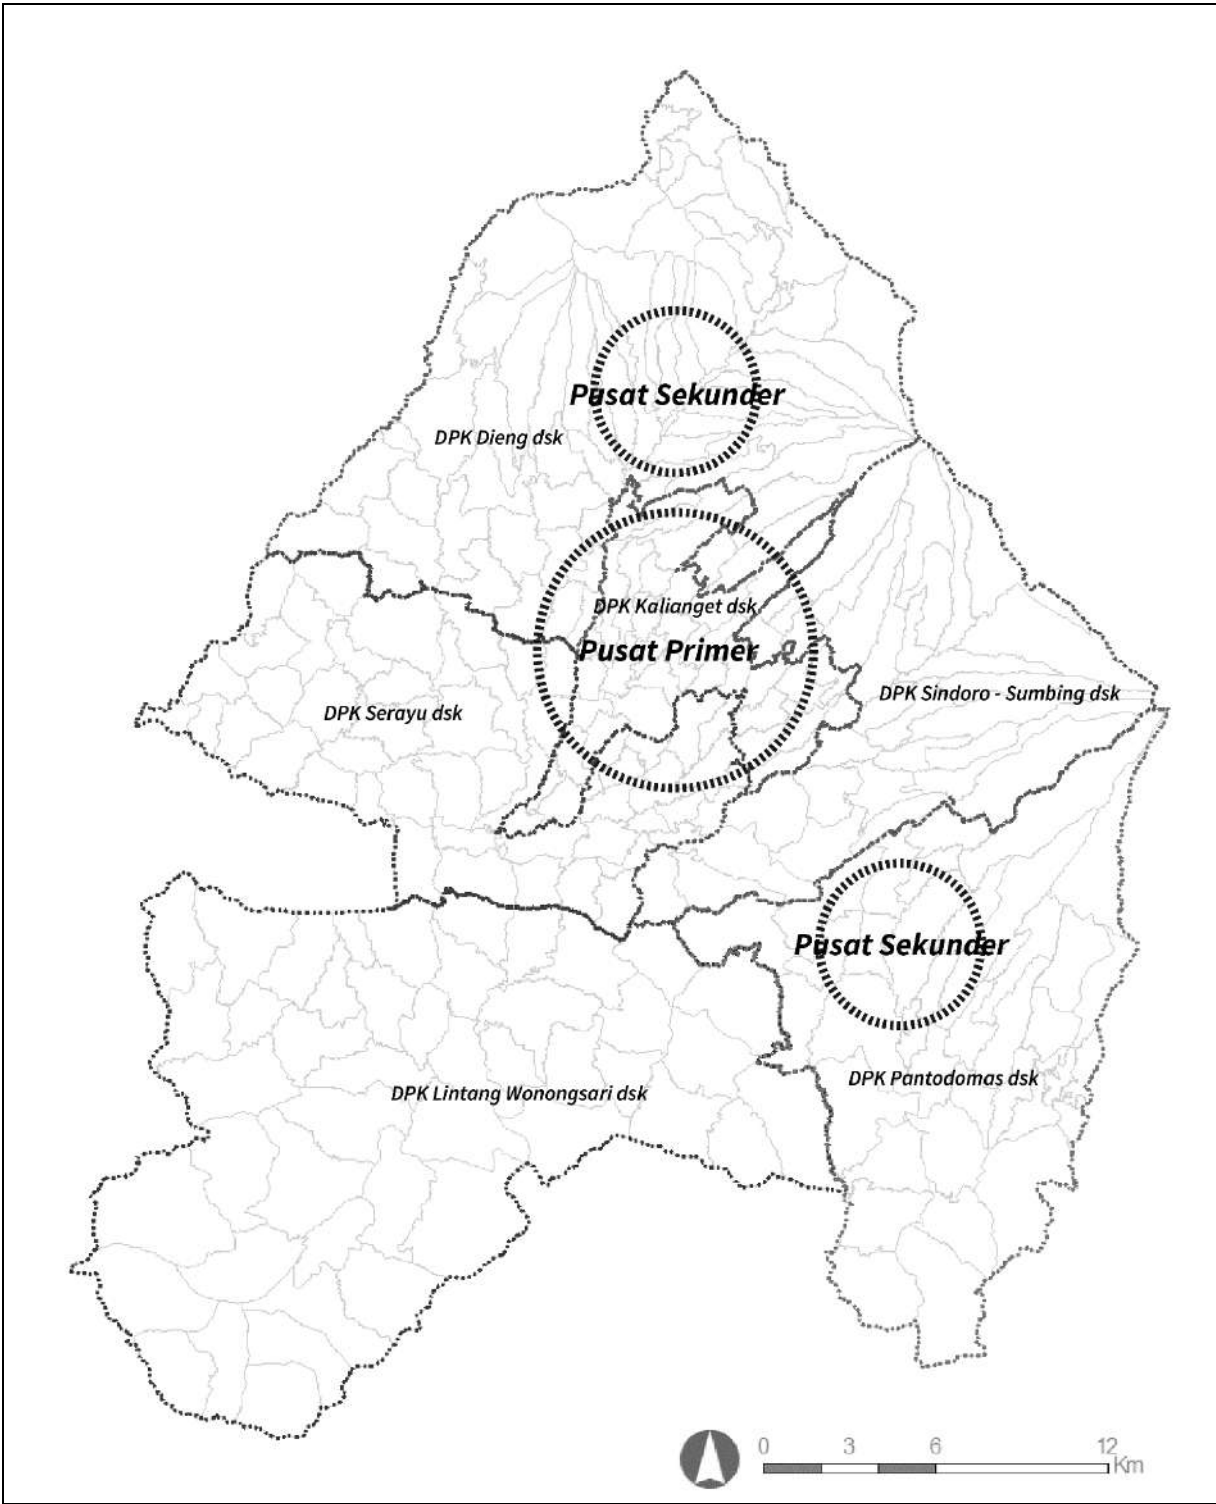 Pusat Sekunder
DPK Dieng dsk
DPK Kalianget dsk
Pusat Primer
DPK Sindoro - Sumbing dsk
DPK Serayu dsk
Pusat Sekunder
DPK Pantodomas dsk
DPK Lintang Wonongsari dsk
0 3 6 12
Km